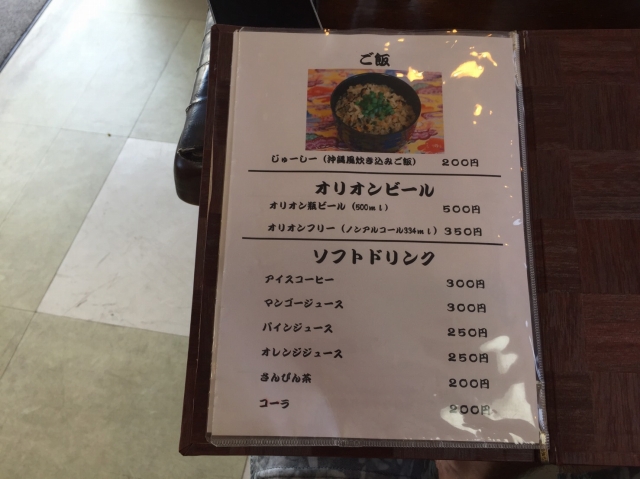 ご飯
じゅーしー（沖縄風炊き込みご飯） 200円
オリオンビール
オリオン瓶ビール（500ml） 500円
オリオンフリー（ノンアルコール334ml） 350円
ソフトドリンク
アイスコーヒー 300円
マンゴージュース 300円
パインジュース 250円
オレンジジュース 250円
さんぴん茶 200円
コーラ 200円